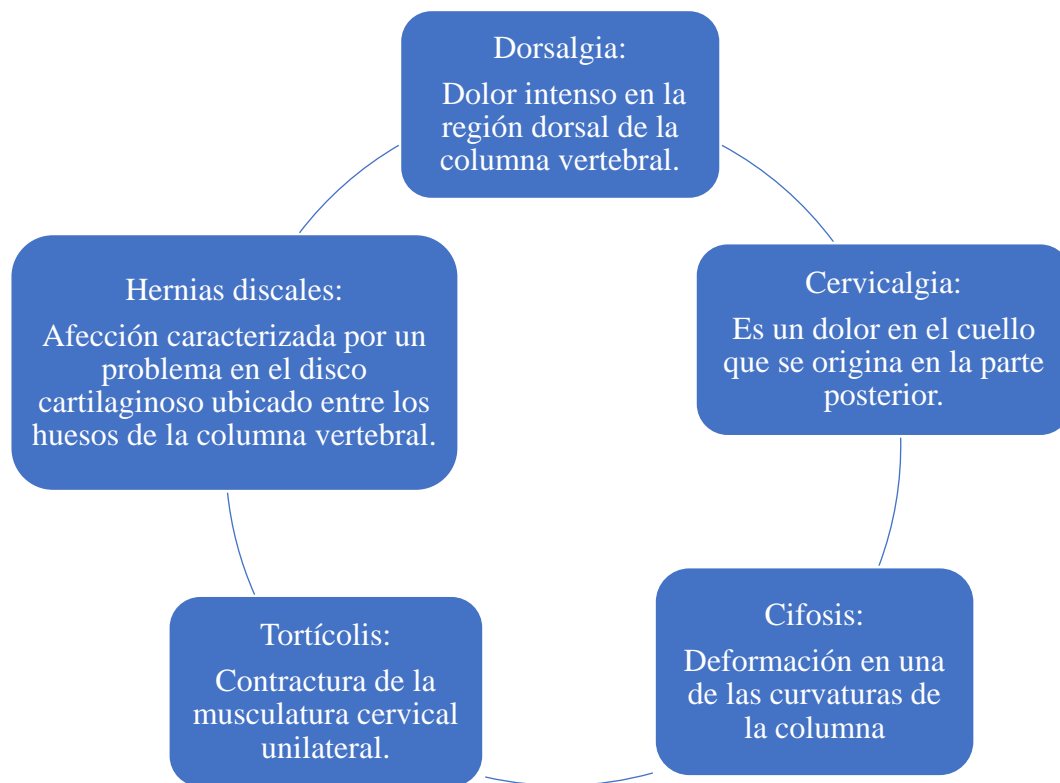 Dorsalgia:
Dolor intenso en la
región dorsal de la
columna vertebral.
Cervicalgia:
Es un dolor en el cuello
que se origina en la parte
posterior.
Cifosis:
Deformación en una
de las curvaturas de
la columna
Tortícolis:
Contractura de la
musculatura cervical
unilateral.
Hernias discales:
Afección caracterizada por un
problema en el disco
cartilaginoso ubicado entre los
huesos de la columna vertebral.